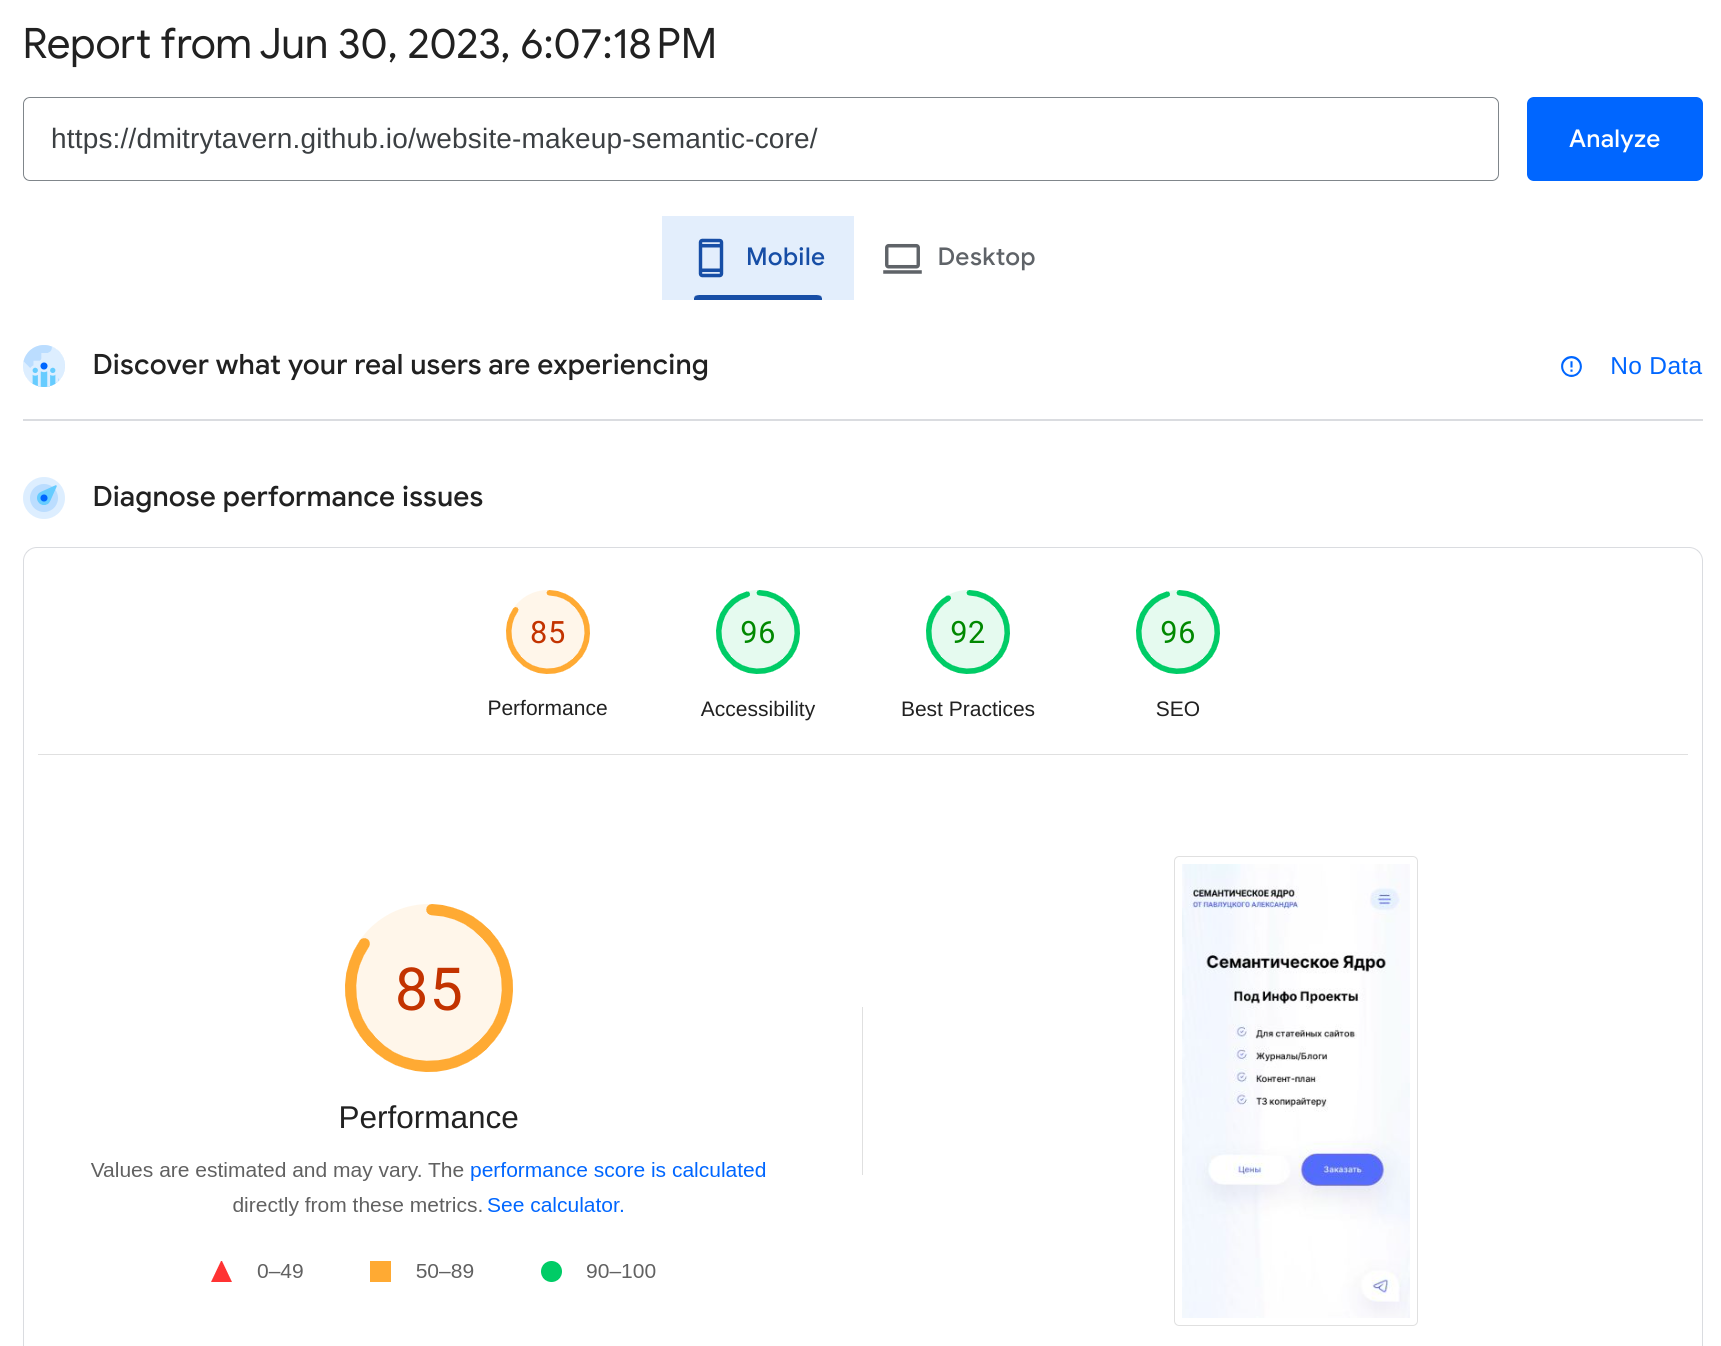 Report from Jun 30, 2023, 6:07:18 PM
https://dmitrytavern.github.io/website-makeup-semantic-core/
Analyze
Mobile
Desktop
Discover what your real users are experiencing
No Data
Diagnose performance issues
85
96
92
96
Performance
Accessibility
Best Practices
SEO
85
Performance
Values are estimated and may vary. The performance score is calculated
directly from these metrics. See calculator.
0–49
50–89
90–100
СЕМАНТИЧЕСКОЕ ЯДРО
ОТ ПАВЛУЦКОГО АЛЕКСАНДРА
Семантическое Ядро
Под Инфо Проекты
Для статейных сайтов
Журналы/Блоги
Контент-план
ТЗ копирайтеру
Цены
Заказать